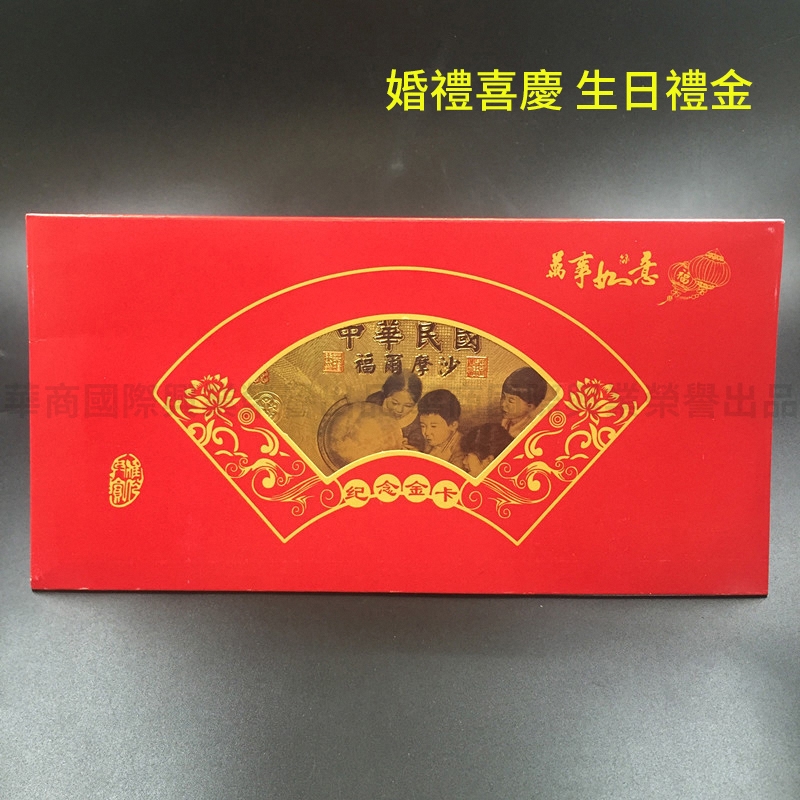 婚禮喜慶 生日禮金
萬事如意
中華民國
福爾摩沙
纪念金卡